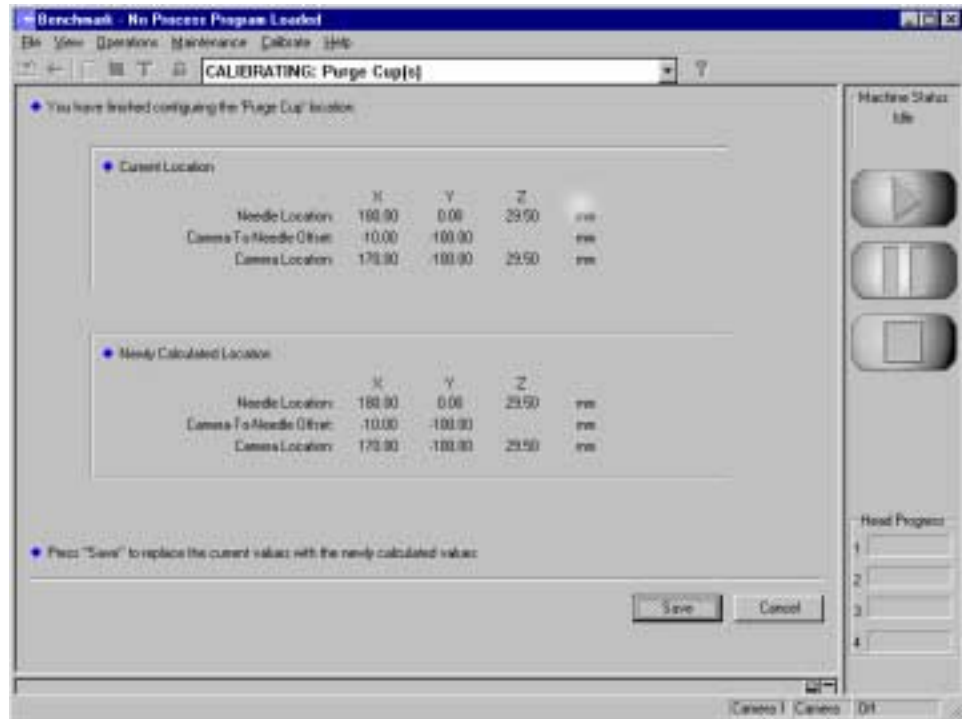 Benchmark - No Process Program Loaded
File View Operations Maintenance Calibrate Help
CALIBRATING: Purge Cup(s)
You have finished configuring the 'Purge Cup' location
Machine Status
Idle
Current Location
X Y Z
Needle Location: 180.00 0.00 29.50 mm
Camera To Needle Offset: -10.00 -100.00 mm
Camera Location: 170.00 -100.00 29.50 mm
Newly Calculated Location
X Y Z
Needle Location: 180.00 0.00 29.50 mm
Camera To Needle Offset: -10.00 -100.00 mm
Camera Location: 170.00 -100.00 29.50 mm
Head Progress
1
2
3
4
Press "Save" to replace the current values with the newly calculated values
Save Cancel
Camera 1 Camera Off